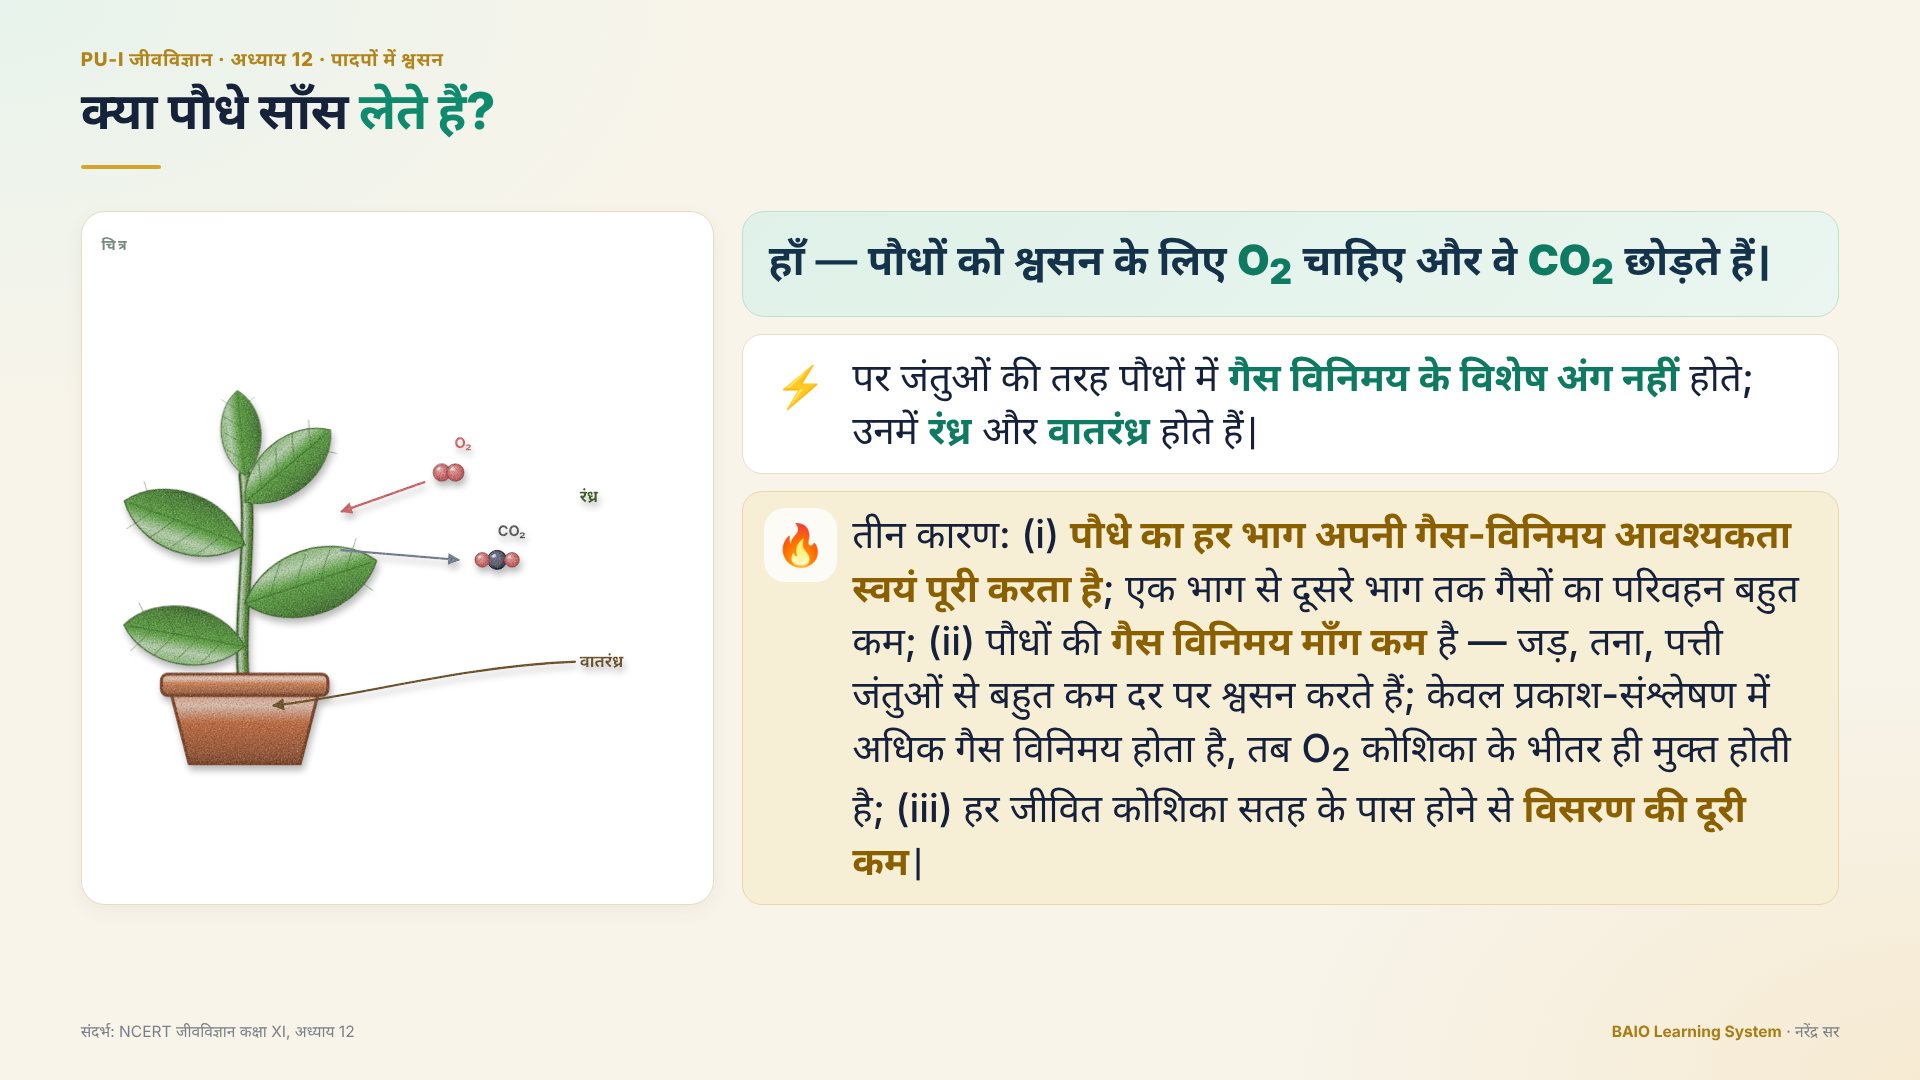 PU-I जीवविज्ञान · अध्याय 12 · पादपों में श्वसन
क्या पौधे साँस लेते हैं?
चित्र
O₂
रंध्र
CO₂
वातरंध्र
हाँ — पौधों को श्वसन के लिए O₂ चाहिए और वे CO₂ छोड़ते हैं|
⚡ पर जंतुओं की तरह पौधों में गैस विनिमय के विशेष अंग नहीं होते;
उनमें रंध्र और वातरंध्र होते हैं|
🔥 तीन कारण: (i) पौधे का हर भाग अपनी गैस-विनिमय आवश्यकता
स्वयं पूरी करता है; एक भाग से दूसरे भाग तक गैसों का परिवहन बहुत
कम; (ii) पौधों की गैस विनिमय माँग कम है — जड़, तना, पत्ती
जंतुओं से बहुत कम दर पर श्वसन करते हैं; केवल प्रकाश-संश्लेषण में
अधिक गैस विनिमय होता है, तब O₂ कोशिका के भीतर ही मुक्त होती
है; (iii) हर जीवित कोशिका सतह के पास होने से विसरण की दूरी
कम|
संदर्भ: NCERT जीवविज्ञान कक्षा XI, अध्याय 12
BAIO Learning System · नरेंद्र सर